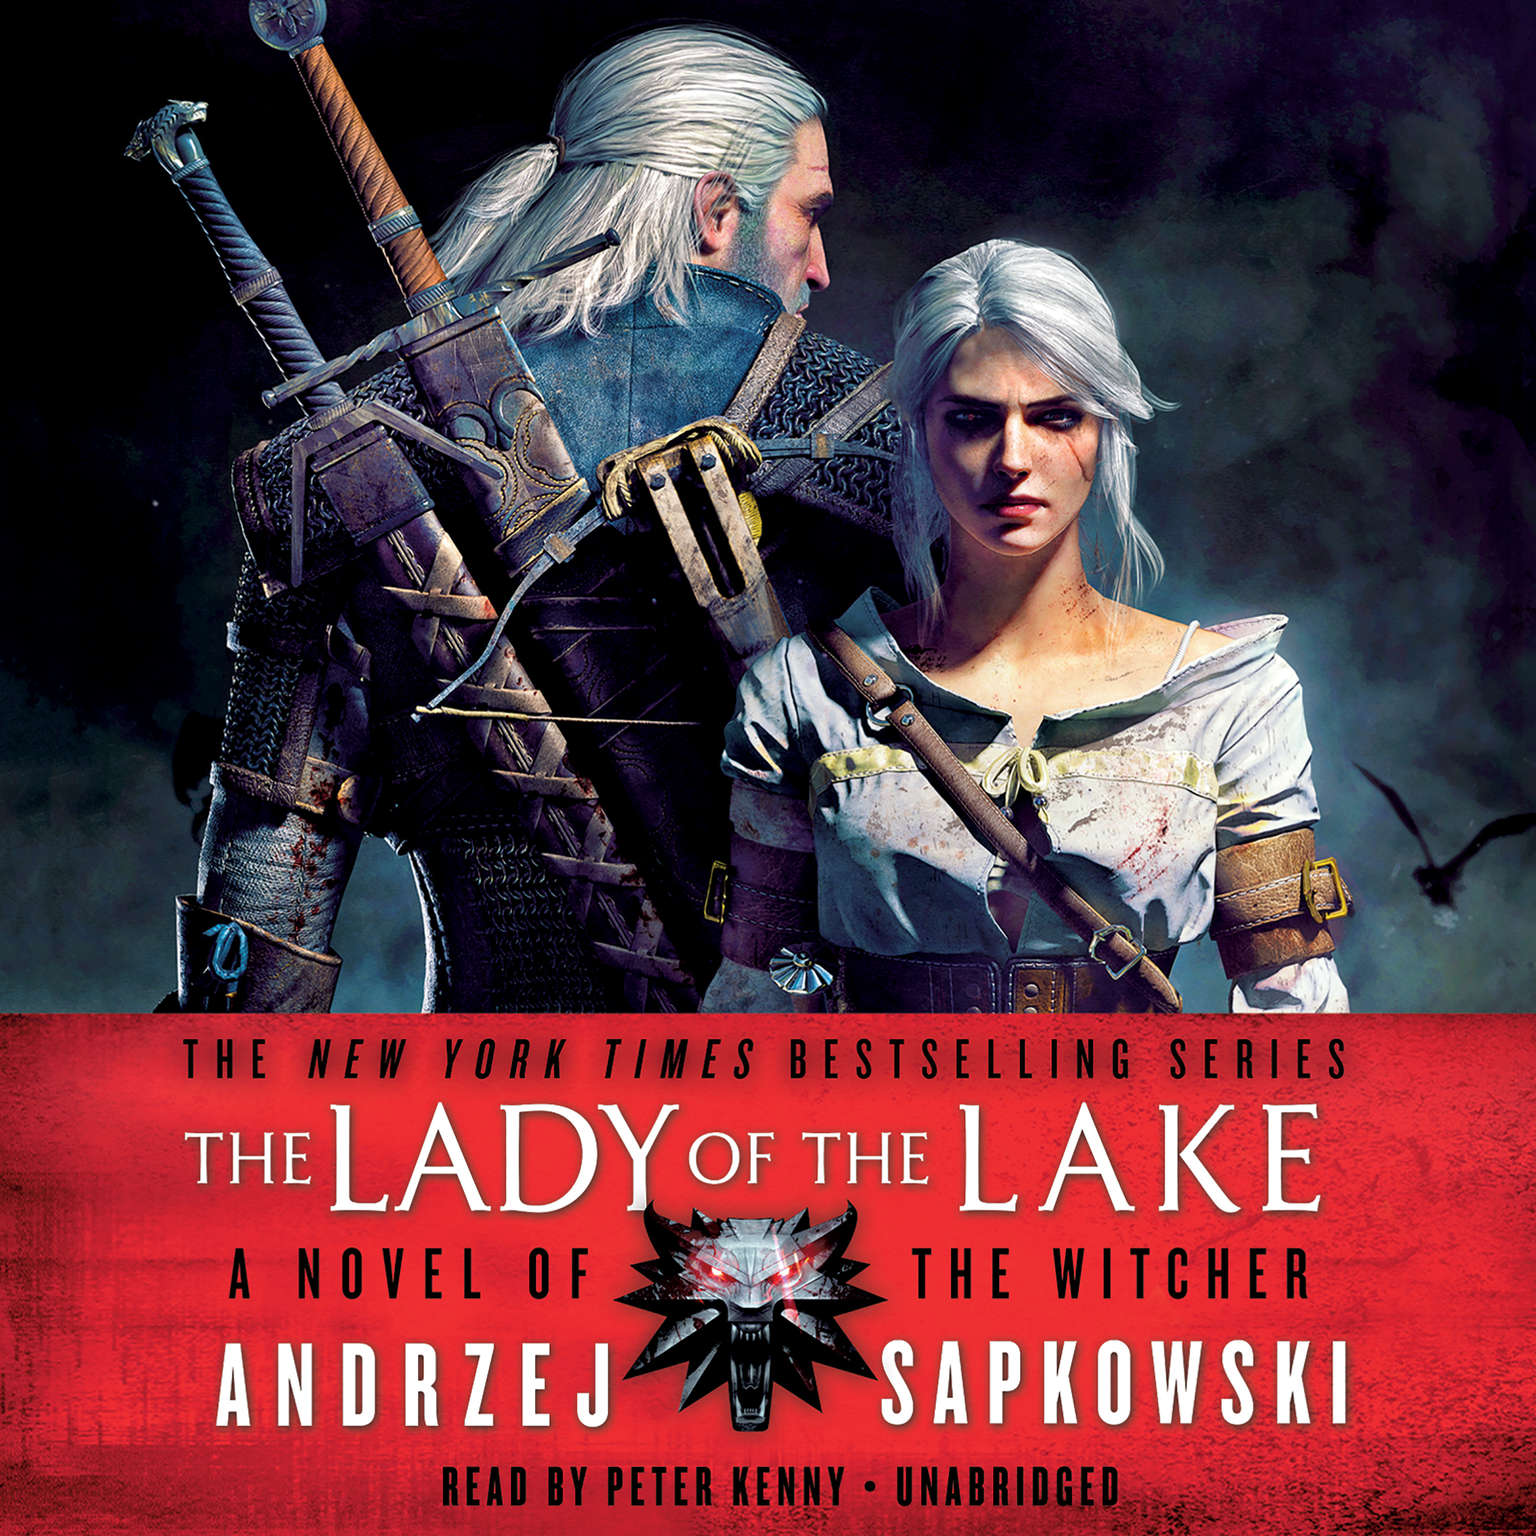 THE NEW YORK TIMES BESTSELLING SERIES
THE LADY OF THE LAKE
A NOVEL OF THE WITCHER
ANDRZEJ SAPKOWSKI
READ BY PETER KENNY • UNABRIDGED